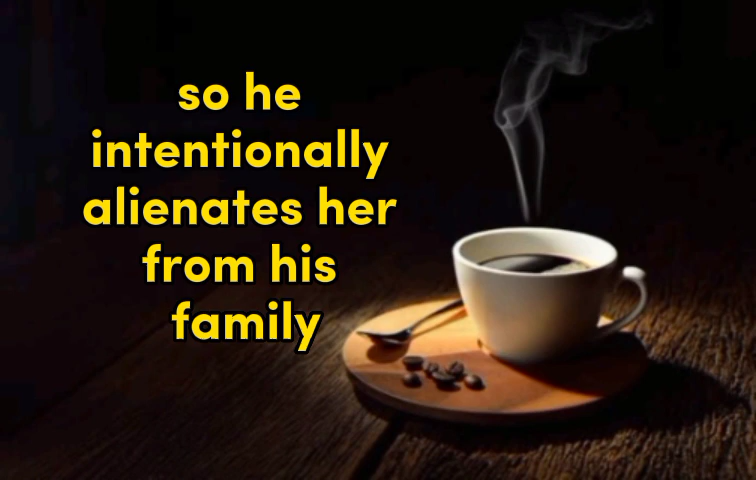 so he
intentionally
alienates her
from his
family